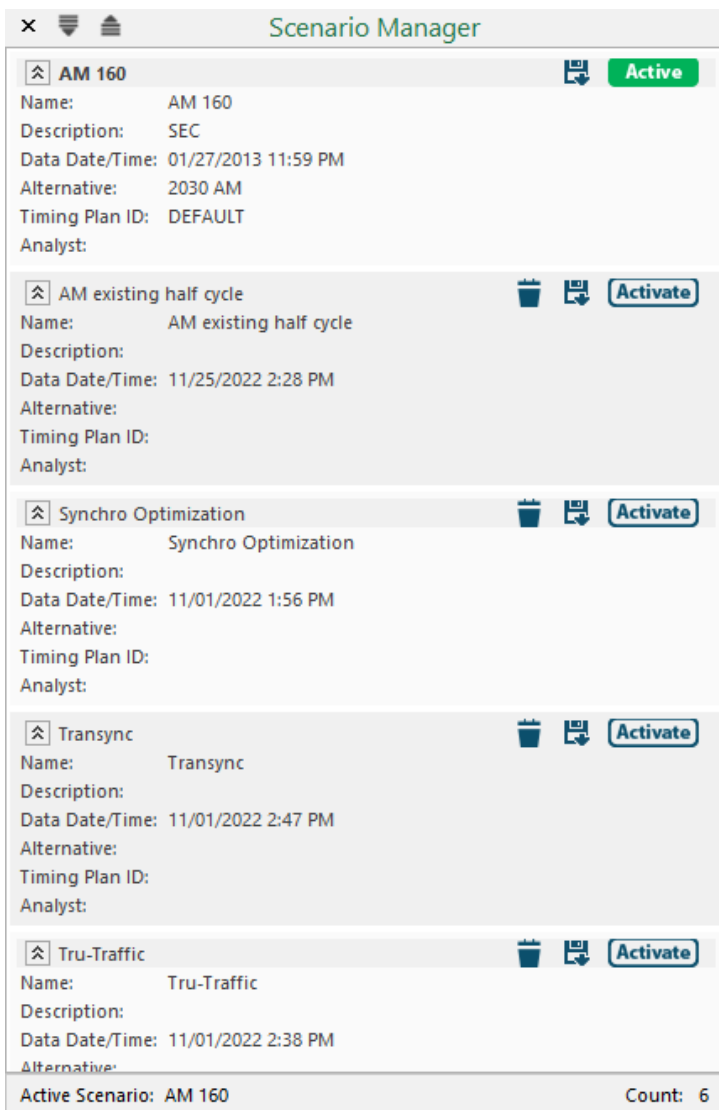 Scenario Manager
AM 160 Active
Name: AM 160
Description: SEC
Data Date/Time: 01/27/2013 11:59 PM
Alternative: 2030 AM
Timing Plan ID: DEFAULT
Analyst:
AM existing half cycle Activate
Name: AM existing half cycle
Description:
Data Date/Time: 11/25/2022 2:28 PM
Alternative:
Timing Plan ID:
Analyst:
Synchro Optimization Activate
Name: Synchro Optimization
Description:
Data Date/Time: 11/01/2022 1:56 PM
Alternative:
Timing Plan ID:
Analyst:
Transync Activate
Name: Transync
Description:
Data Date/Time: 11/01/2022 2:47 PM
Alternative:
Timing Plan ID:
Analyst:
Tru-Traffic Activate
Name: Tru-Traffic
Description:
Data Date/Time: 11/01/2022 2:38 PM
Alternative:
Active Scenario: AM 160 Count: 6